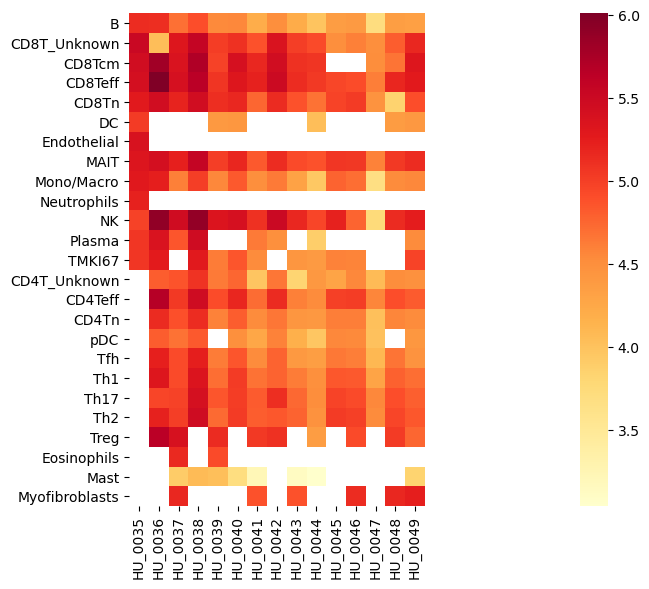 B
CD8T_Unknown
CD8Tcm
CD8Teff
CD8Tn
DC
Endothelial
MAIT
Mono/Macro
Neutrophils
NK
Plasma
TMKI67
CD4T_Unknown
CD4Teff
CD4Tn
pDC
Tfh
Th1
Th17
Th2
Treg
Eosinophils
Mast
Myofibroblasts
HU_0035
HU_0036
HU_0037
HU_0038
HU_0039
HU_0040
HU_0041
HU_0042
HU_0043
HU_0044
HU_0045
HU_0046
HU_0047
HU_0048
HU_0049
6.0
5.5
5.0
4.5
4.0
3.5